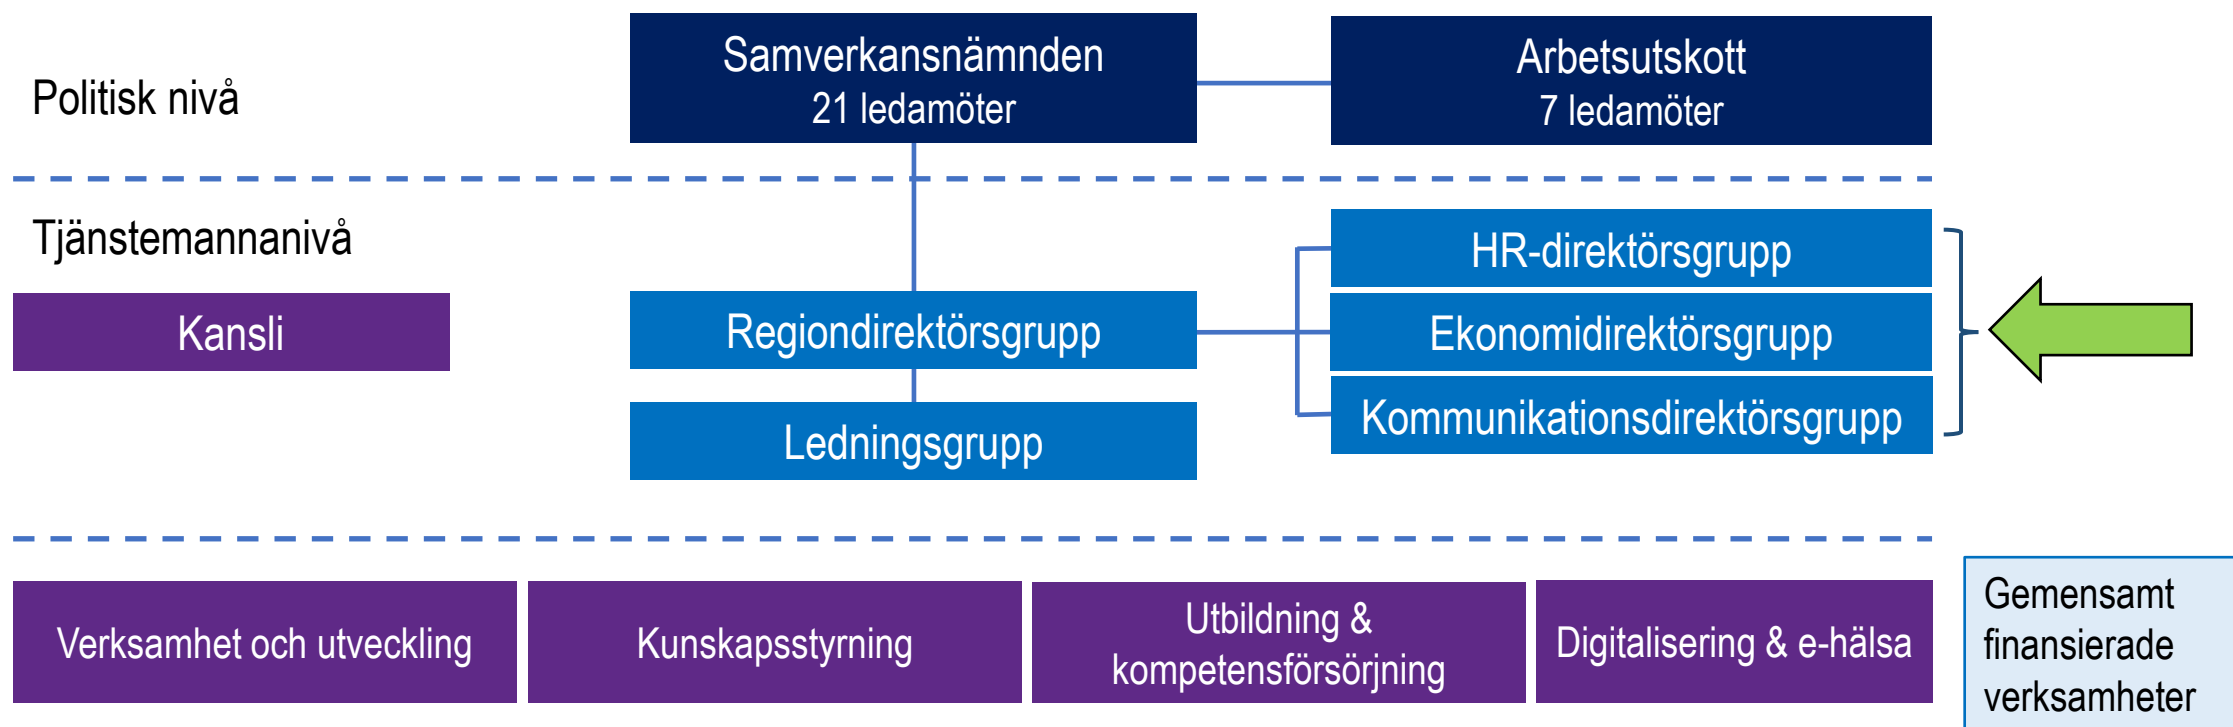 Politisk nivå
Samverkansnämnden
21 ledamöter
Arbetsutskott
7 ledamöter
Tjänstemannanivå
Kansli
Regiondirektörsgrupp
Ledningsgrupp
HR-direktörsgrupp
Ekonomidirektörsgrupp
Kommunikationsdirektörsgrupp
Verksamhet och utveckling
Kunskapsstyrning
Utbildning &
kompetensförsörjning
Digitalisering & e-hälsa
Gemensamt
finansierade
verksamheter